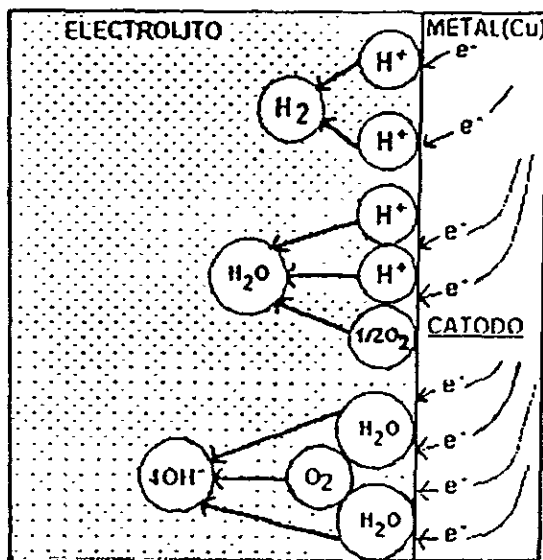 ELECTROLITO
METAL(Cu)
H⁺
e⁻
H₂
H⁺
e⁻
H⁺
e⁻
H₂O
H⁺
e⁻
1/2O₂
CATODO
e⁻
H₂O
e⁻
4OH⁻
O₂
e⁻
H₂O
e⁻